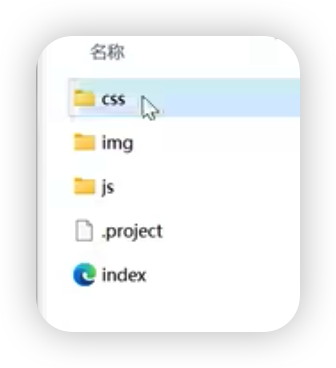 名称
css
img
js
.project
index